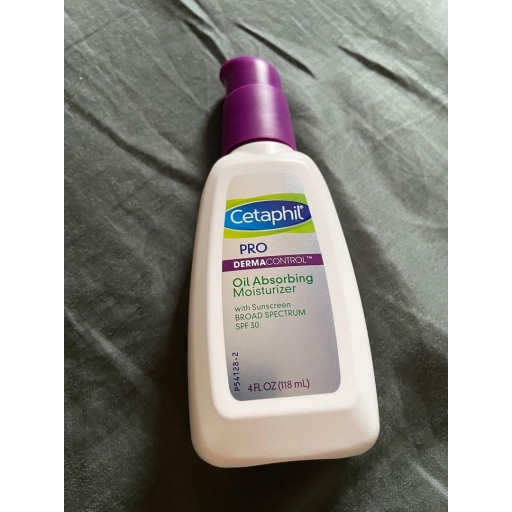 Cetaphil®
PRO
DERMACONTROL™
Oil Absorbing
Moisturizer
with Sunscreen
BROAD SPECTRUM
SPF 30
4 FL OZ (118 mL)
P54128-2